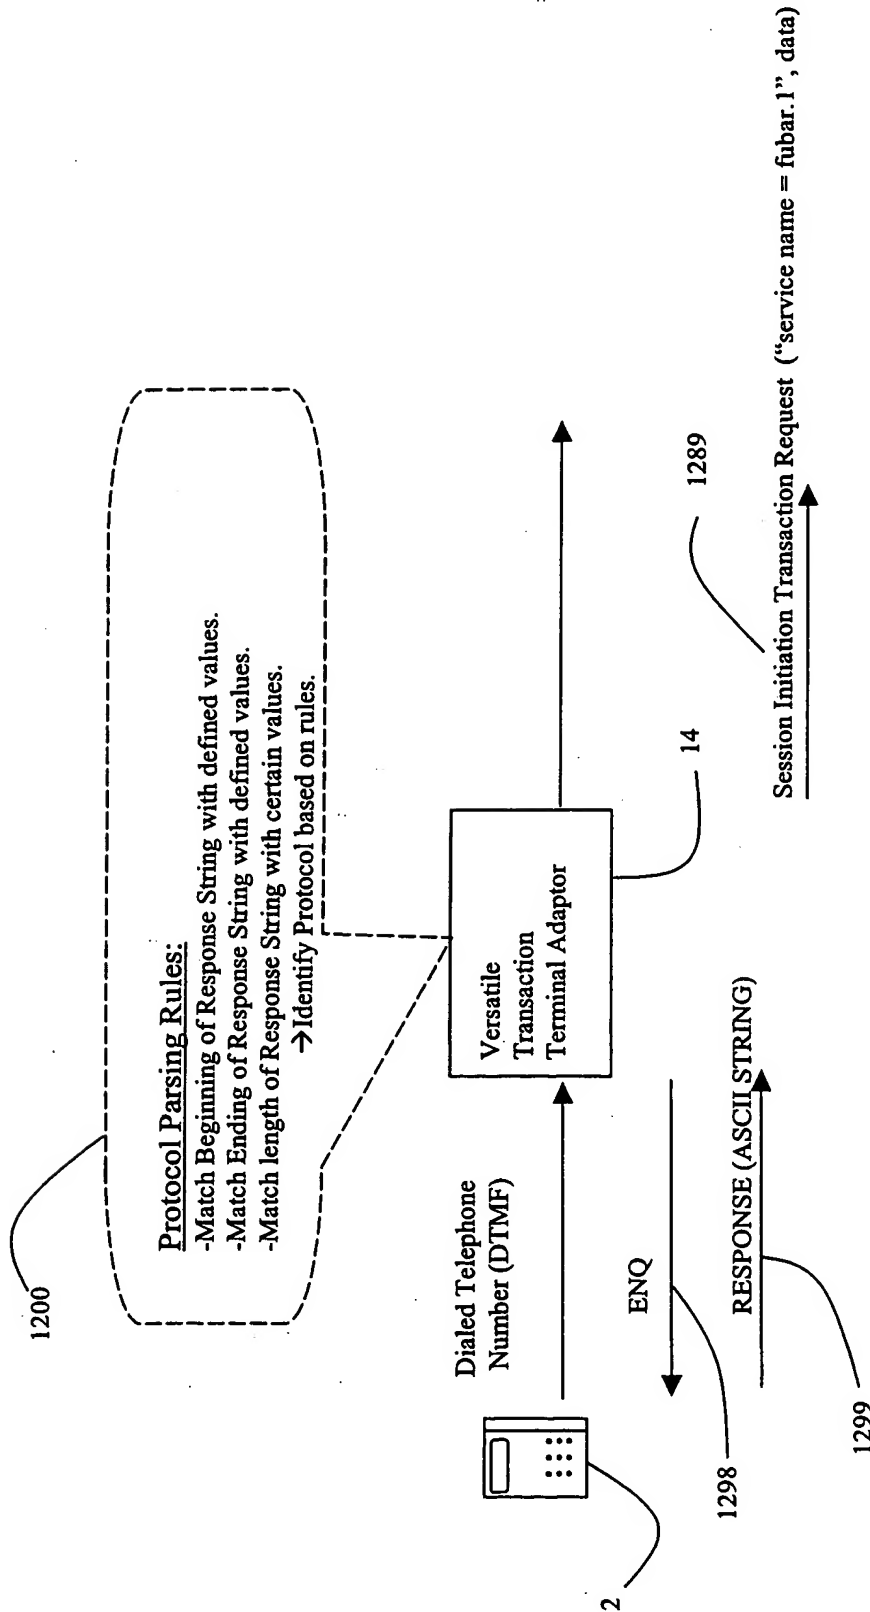 1200
Protocol Parsing Rules:
-Match Beginning of Response String with defined values.
-Match Ending of Response String with defined values.
-Match length of Response String with certain values.
→Identify Protocol based on rules.
Dialed Telephone
Number (DTMF)
Versatile
Transaction
Terminal Adaptor
2
14
ENQ
1298
RESPONSE (ASCII STRING)
1299
1289
Session Initiation Transaction Request (“service name = fubar.1”, data)